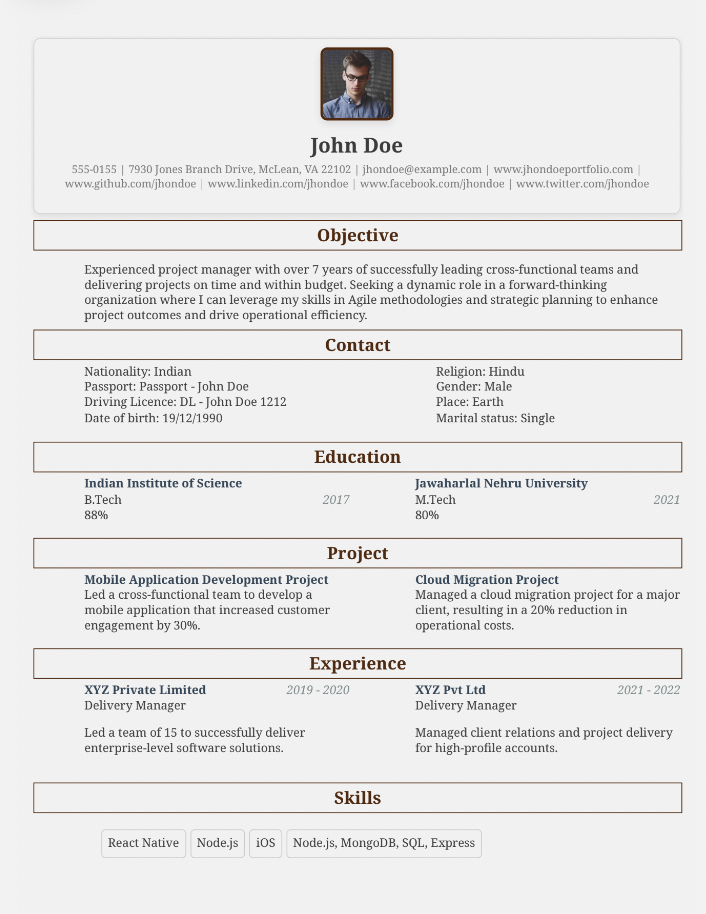 John Doe
555-0155 | 7930 Jones Branch Drive, McLean, VA 22102 | jhondoe@example.com | www.jhondoeportfolio.com |
www.github.com/jhondoe | www.linkedin.com/jhondoe | www.facebook.com/jhondoe | www.twitter.com/jhondoe
Objective
Experienced project manager with over 7 years of successfully leading cross-functional teams and
delivering projects on time and within budget. Seeking a dynamic role in a forward-thinking
organization where I can leverage my skills in Agile methodologies and strategic planning to enhance
project outcomes and drive operational efficiency.
Contact
Nationality: Indian
Passport: Passport - John Doe
Driving Licence: DL - John Doe 1212
Date of birth: 19/12/1990
Religion: Hindu
Gender: Male
Place: Earth
Marital status: Single
Education
Indian Institute of Science
B.Tech 2017
88%
Jawaharlal Nehru University
M.Tech 2021
80%
Project
Mobile Application Development Project
Led a cross-functional team to develop a
mobile application that increased customer
engagement by 30%.
Cloud Migration Project
Managed a cloud migration project for a major
client, resulting in a 20% reduction in
operational costs.
Experience
XYZ Private Limited 2019 - 2020
Delivery Manager
Led a team of 15 to successfully deliver
enterprise-level software solutions.
XYZ Pvt Ltd 2021 - 2022
Delivery Manager
Managed client relations and project delivery
for high-profile accounts.
Skills
React Native Node.js iOS Node.js, MongoDB, SQL, Express